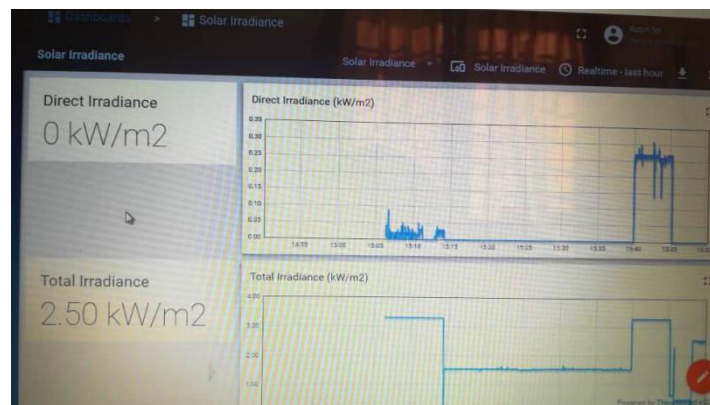 Dashboards > Solar Irradiance
Solar Irradiance
Solar Irradiance
Solar Irradiance
Realtime - last hour
Direct Irradiance
0 kW/m2
Direct Irradiance (kW/m2)
0.35
0.30
0.25
0.20
0.15
0.10
0.05
0.00
14:55
15:00
15:05
15:10
15:15
15:20
15:25
15:30
15:35
15:40
15:45
Total Irradiance
2.50 kW/m2
Total Irradiance (kW/m2)
4.00
3.00
2.00
1.00
Powered by